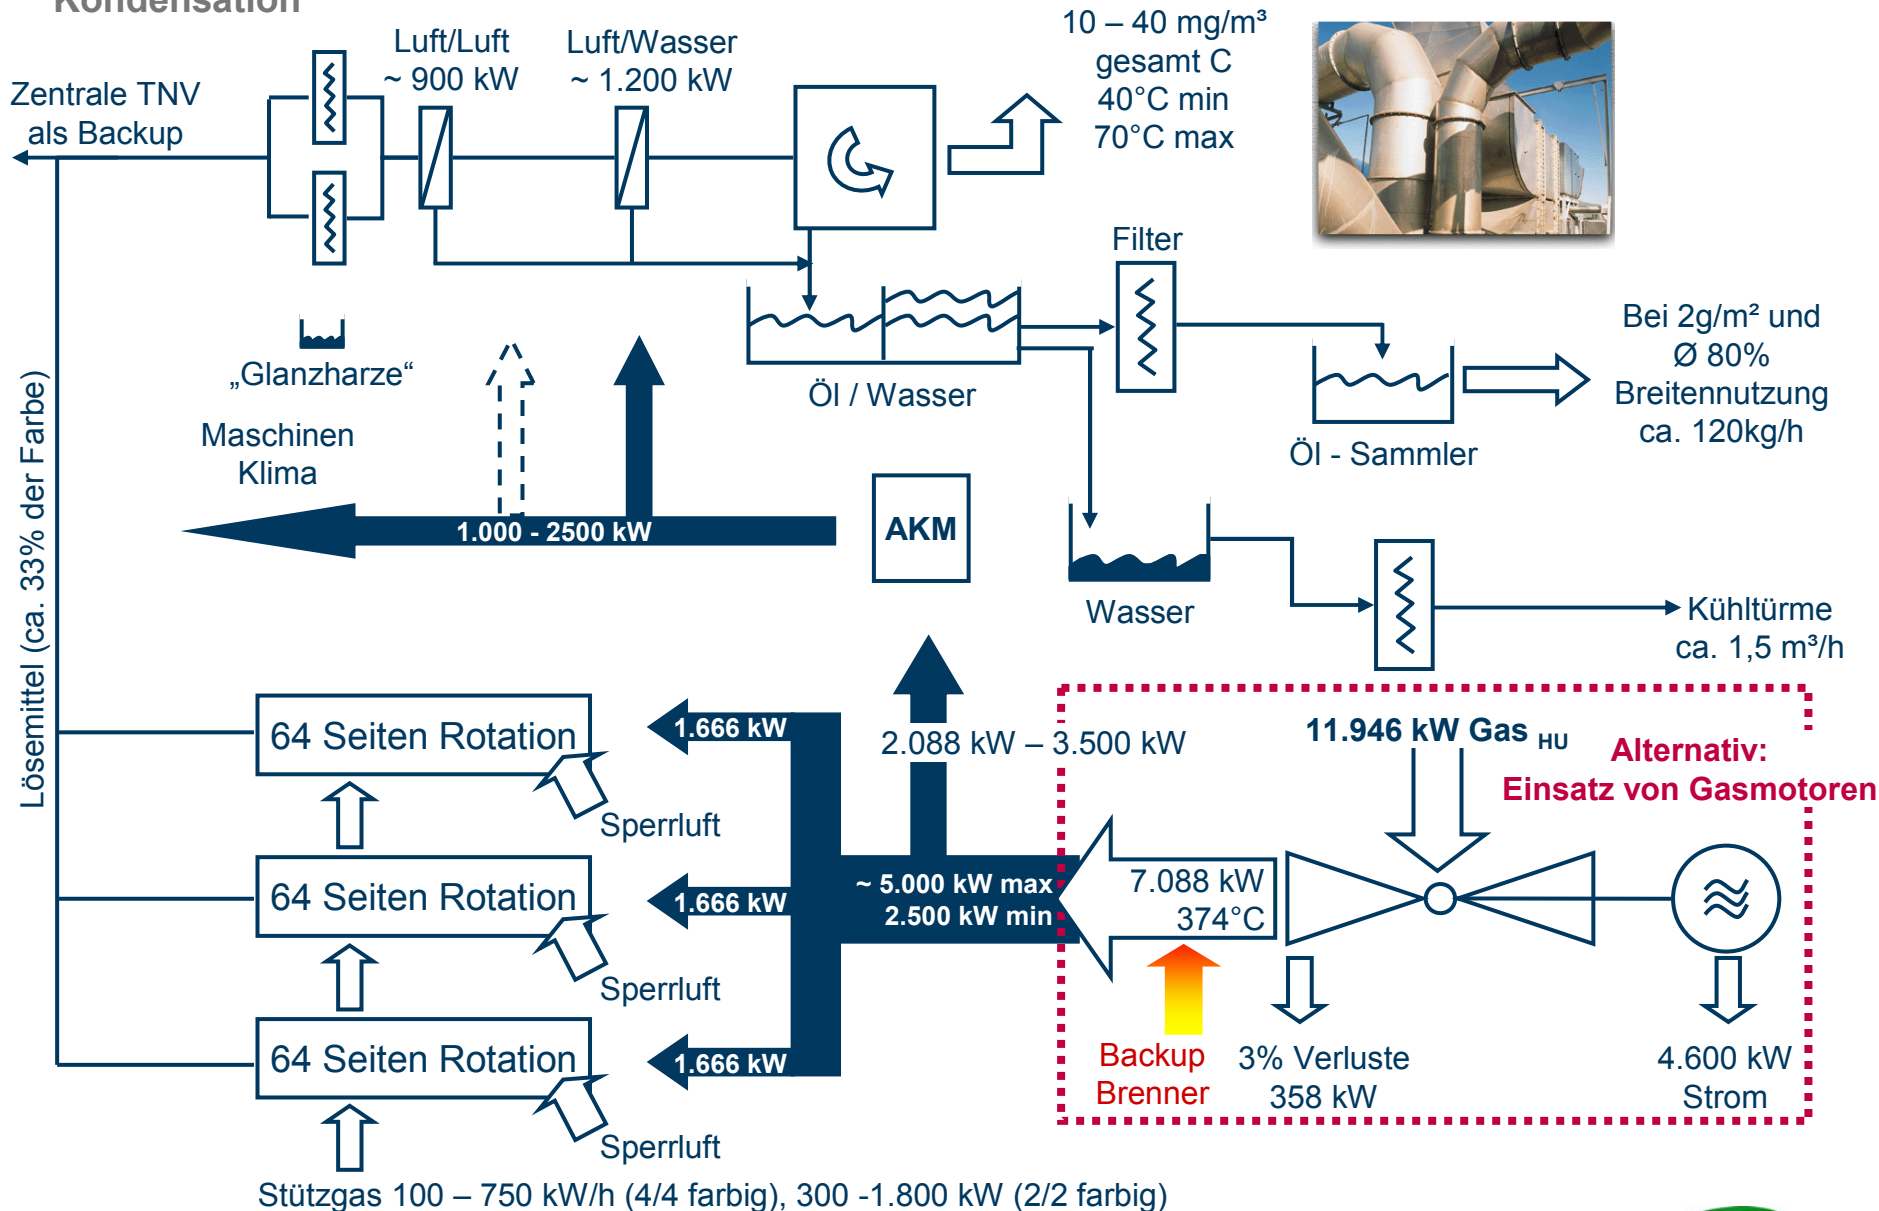 Kondensation
Zentrale TNV
als Backup
Luft/Luft
~ 900 kW
Luft/Wasser
~ 1.200 kW
10 – 40 mg/m³
gesamt C
40°C min
70°C max
Filter
„Glanzharze“
Öl / Wasser
Öl - Sammler
Bei 2g/m² und
Ø 80%
Breitennutzung
ca. 120kg/h
Maschinen
Klima
1.000 - 2500 kW
AKM
Wasser
Kühltürme
ca. 1,5 m³/h
Lösemittel (ca. 33% der Farbe)
64 Seiten Rotation
Sperrluft
64 Seiten Rotation
Sperrluft
64 Seiten Rotation
Sperrluft
1.666 kW
1.666 kW
1.666 kW
2.088 kW – 3.500 kW
~ 5.000 kW max
2.500 kW min
11.946 kW Gas HU
Alternativ:
Einsatz von Gasmotoren
7.088 kW
374°C
Backup
Brenner
3% Verluste
358 kW
4.600 kW
Strom
Stützgas 100 – 750 kW/h (4/4 farbig), 300 -1.800 kW (2/2 farbig)